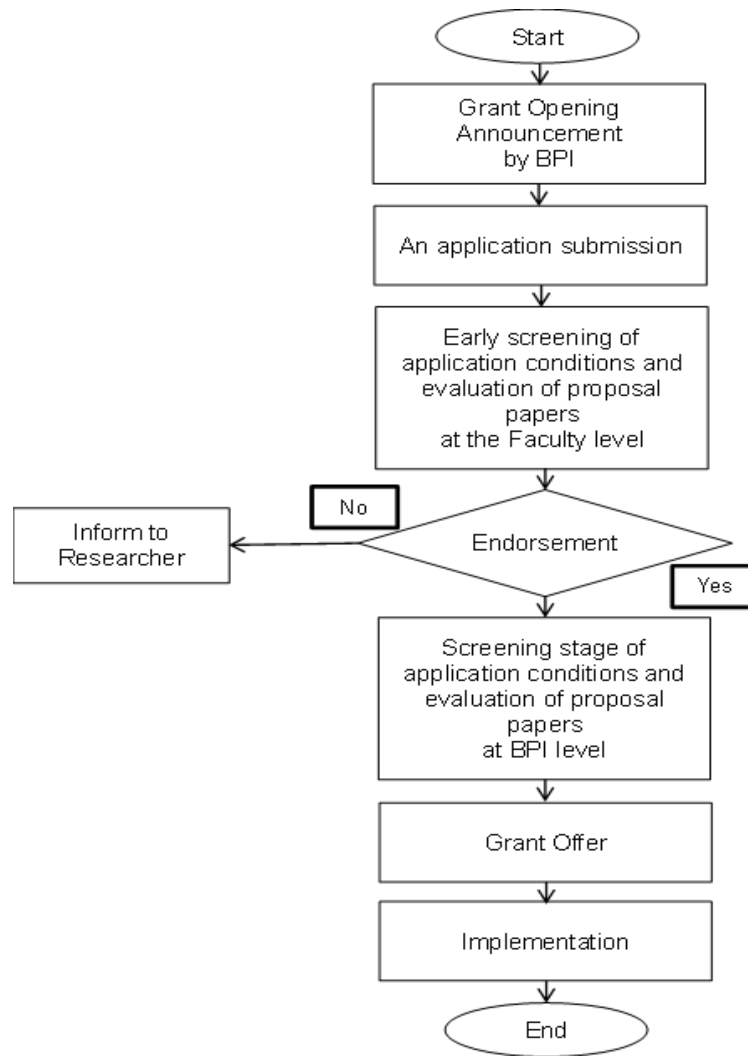 Start
Grant Opening
Announcement
by BPI
An application submission
Early screening of
application conditions and
evaluation of proposal
papers
at the Faculty level
No
Inform to
Researcher
Endorsement
Yes
Screening stage of
application conditions and
evaluation of proposal
papers
at BPI level
Grant Offer
Implementation
End